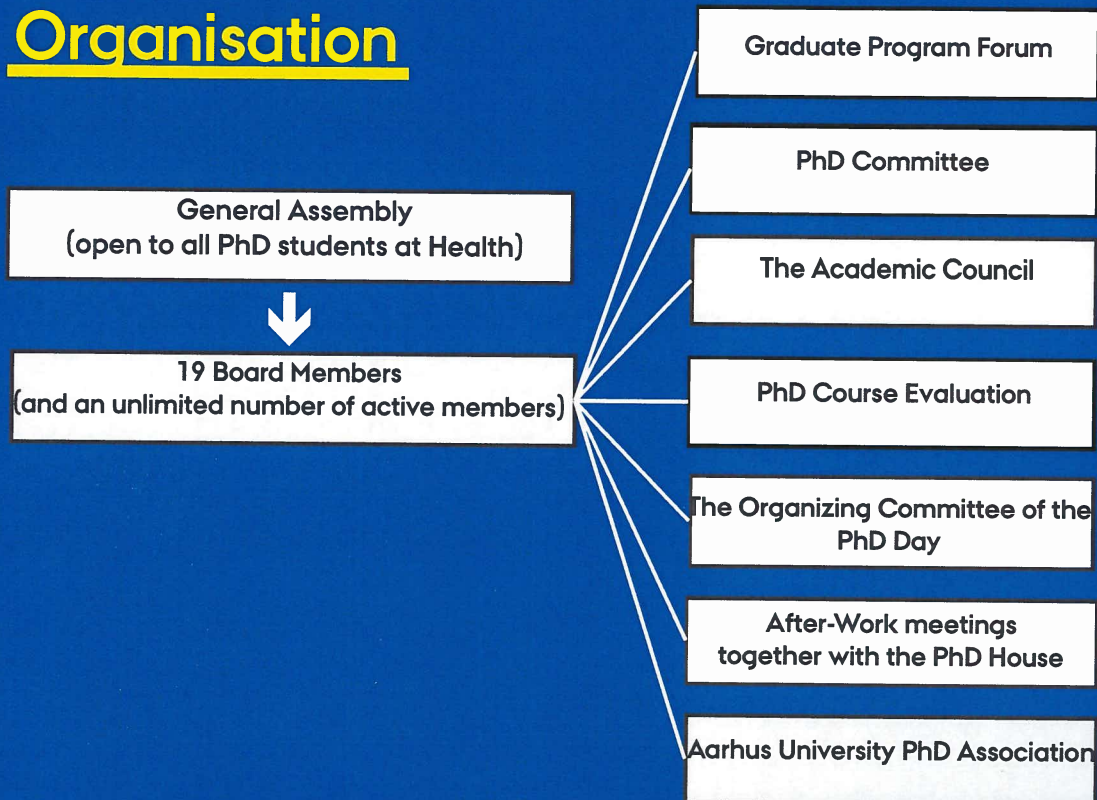 Organisation
General Assembly
(open to all PhD students at Health)
19 Board Members
(and an unlimited number of active members)
Graduate Program Forum
PhD Committee
The Academic Council
PhD Course Evaluation
The Organizing Committee of the
PhD Day
After-Work meetings
together with the PhD House
Aarhus University PhD Association